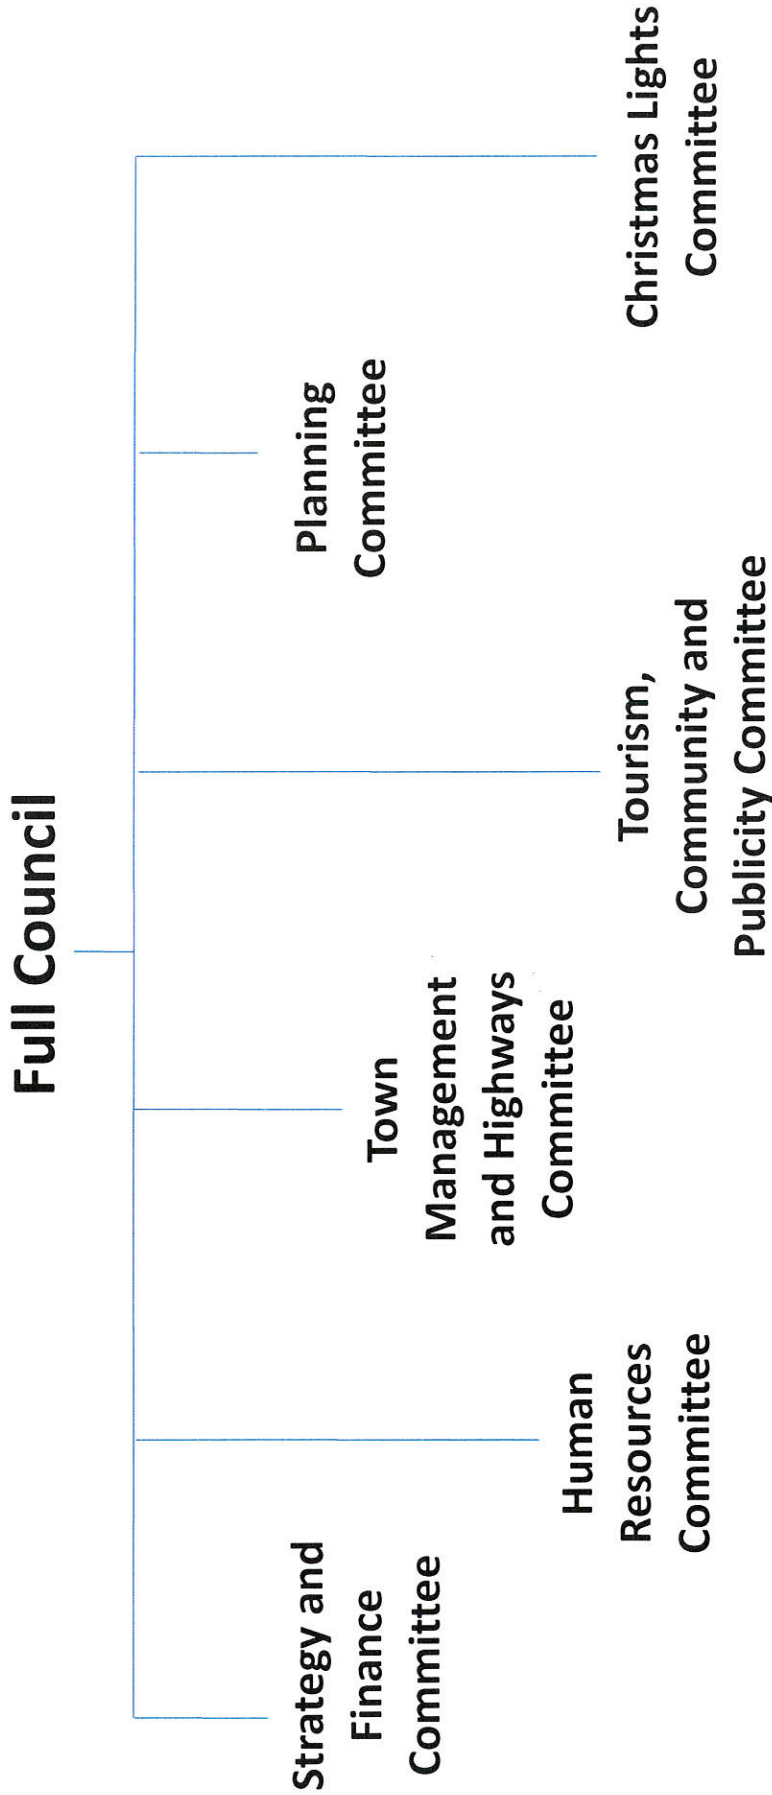 Full Council
Strategy and
Finance
Committee
Human
Resources
Committee
Town
Management
and Highways
Committee
Tourism,
Community and
Publicity Committee
Planning
Committee
Christmas Lights
Committee